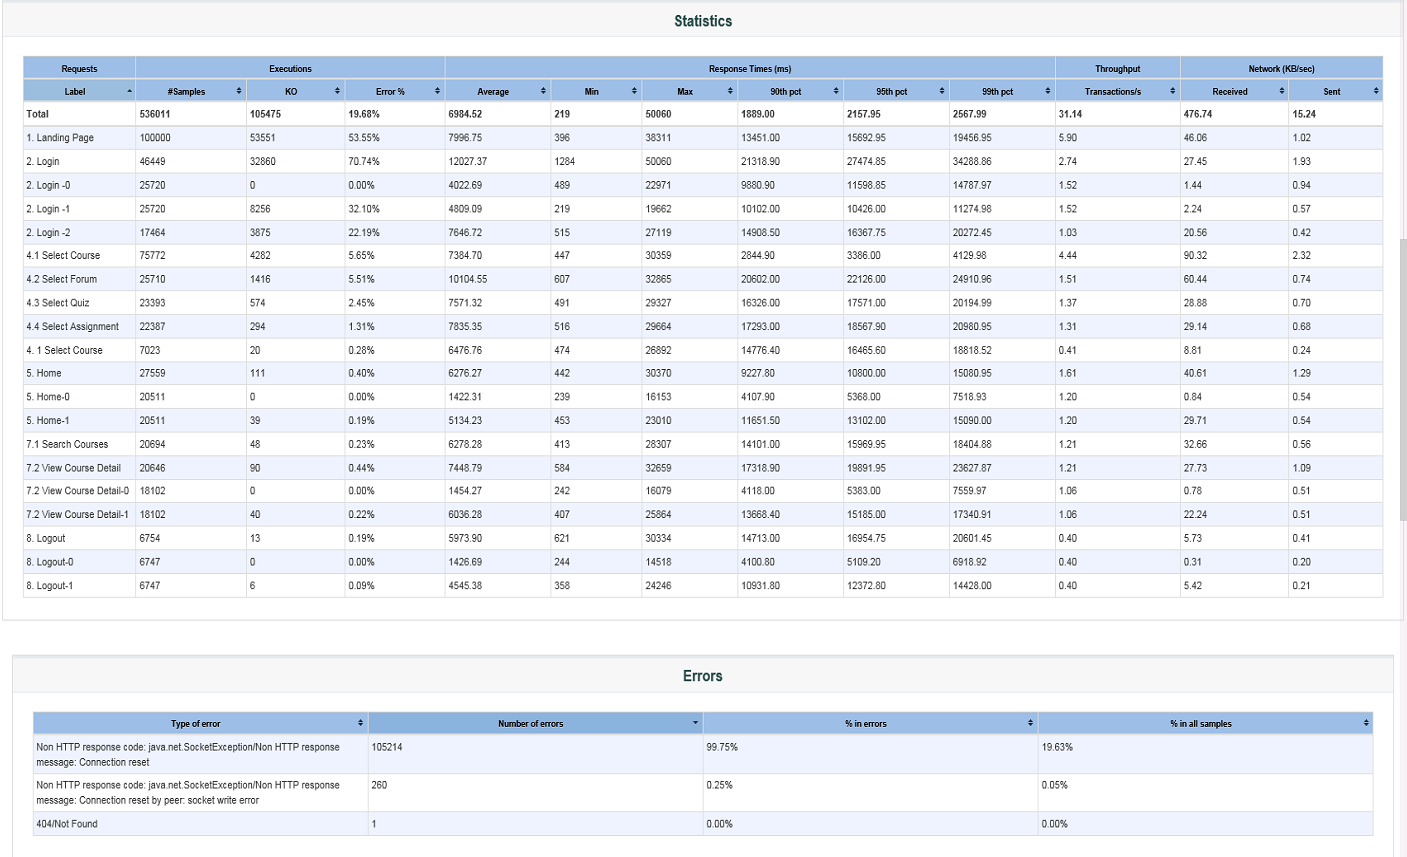 Statistics
Requests Executions Response Times (ms) Throughput Network (KB/sec)
Label #Samples KO Error % Average Min Max 90th pct 95th pct 99th pct Transactions/s Received Sent
Total 536011 105475 19.68% 6984.52 219 50060 1889.00 2157.95 2567.99 31.14 476.74 15.24
1. Landing Page 100000 53551 53.55% 7996.75 396 38311 13451.00 15692.95 19456.95 5.90 46.06 1.02
2. Login 46449 32860 70.74% 12027.37 1284 50060 21318.90 27474.85 34288.86 2.74 27.45 1.93
2. Login -0 25720 0 0.00% 4022.69 489 22971 9880.90 11598.85 14787.97 1.52 1.44 0.94
2. Login -1 25720 8256 32.10% 4809.09 219 19662 10102.00 10426.00 11274.98 1.52 2.24 0.57
2. Login -2 17464 3875 22.19% 7646.72 515 27119 14908.50 16367.75 20272.45 1.03 20.56 0.42
4.1 Select Course 75772 4282 5.65% 7384.70 447 30359 2844.90 3386.00 4129.98 4.44 90.32 2.32
4.2 Select Forum 25710 1416 5.51% 10104.55 607 32865 20602.00 22126.00 24910.96 1.51 60.44 0.74
4.3 Select Quiz 23393 574 2.45% 7571.32 491 29327 16326.00 17571.00 20194.99 1.37 28.88 0.70
4.4 Select Assignment 22387 294 1.31% 7835.35 516 29664 17293.00 18567.90 20980.95 1.31 29.14 0.68
4. 1 Select Course 7023 20 0.28% 6476.76 474 26892 14776.40 16465.60 18818.52 0.41 8.81 0.24
5. Home 27559 111 0.40% 6276.27 442 30370 9227.80 10800.00 15080.95 1.61 40.61 1.29
5. Home-0 20511 0 0.00% 1422.31 239 16153 4107.90 5368.00 7518.93 1.20 0.84 0.54
5. Home-1 20511 39 0.19% 5134.23 453 23010 11651.50 13102.00 15090.00 1.20 29.71 0.54
7.1 Search Courses 20694 48 0.23% 6278.28 413 28307 14101.00 15969.95 18404.88 1.21 32.66 0.56
7.2 View Course Detail 20646 90 0.44% 7448.79 584 32659 17318.90 19891.95 23627.87 1.21 27.73 1.09
7.2 View Course Detail-0 18102 0 0.00% 1454.27 242 16079 4118.00 5383.00 7559.97 1.06 0.78 0.51
7.2 View Course Detail-1 18102 40 0.22% 6036.28 407 25864 13668.40 15185.00 17340.91 1.06 22.24 0.51
8. Logout 6754 13 0.19% 5973.90 621 30334 14713.00 16954.75 20601.45 0.40 5.73 0.41
8. Logout-0 6747 0 0.00% 1426.69 244 14518 4100.80 5109.20 6918.92 0.40 0.31 0.20
8. Logout-1 6747 6 0.09% 4545.38 358 24246 10931.80 12372.80 14428.00 0.40 5.42 0.21
Errors
Type of error Number of errors % in errors % in all samples
Non HTTP response code: java.net.SocketException/Non HTTP response 105214 99.75% 19.63%
message: Connection reset
Non HTTP response code: java.net.SocketException/Non HTTP response 260 0.25% 0.05%
message: Connection reset by peer: socket write error
404/Not Found 1 0.00% 0.00%